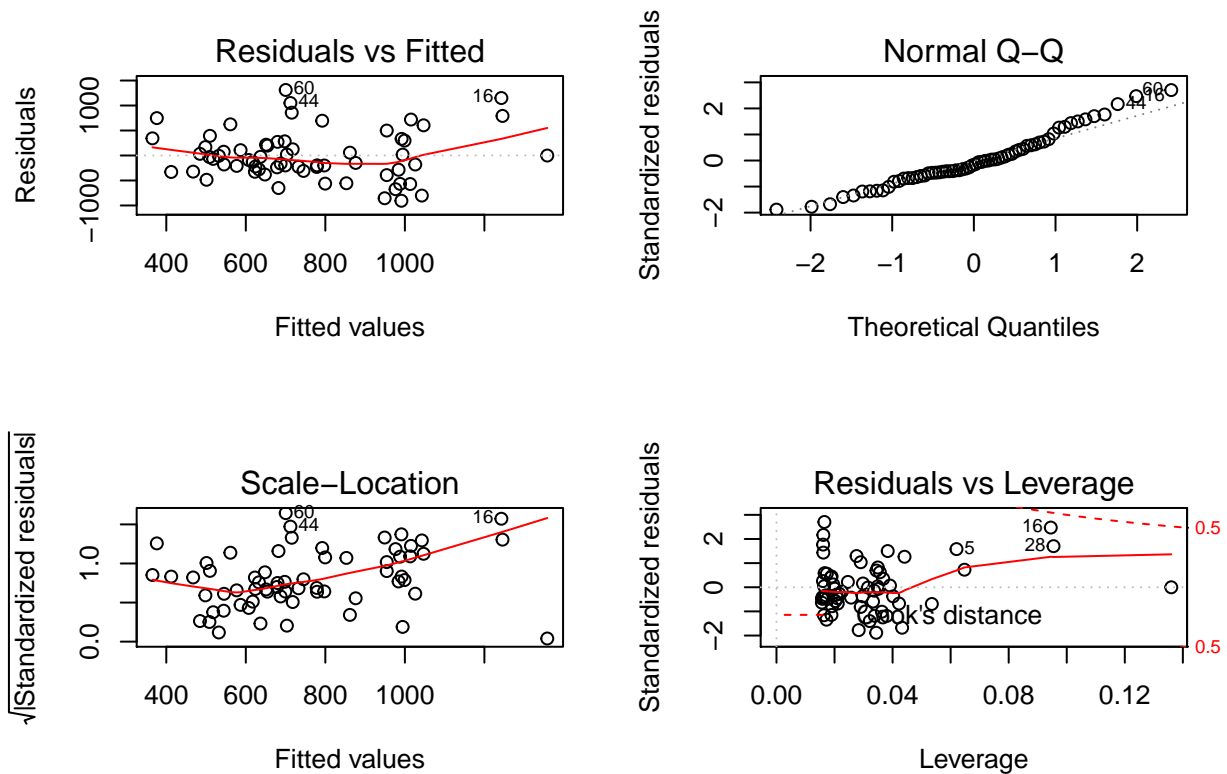 Residuals vs Fitted
Residuals
1000
−1000
60
44
16
400 600 800 1000
Fitted values
Normal Q−Q
Standardized residuals
2
0
−2
60
16
44
−2 −1 0 1 2
Theoretical Quantiles
Scale−Location
√|Standardized residuals|
1.0
0.0
60
44
16
400 600 800 1000
Fitted values
Residuals vs Leverage
Standardized residuals
2
0
−2
16
28
5
0.5
0.5
k's distance
0.00 0.04 0.08 0.12
Leverage